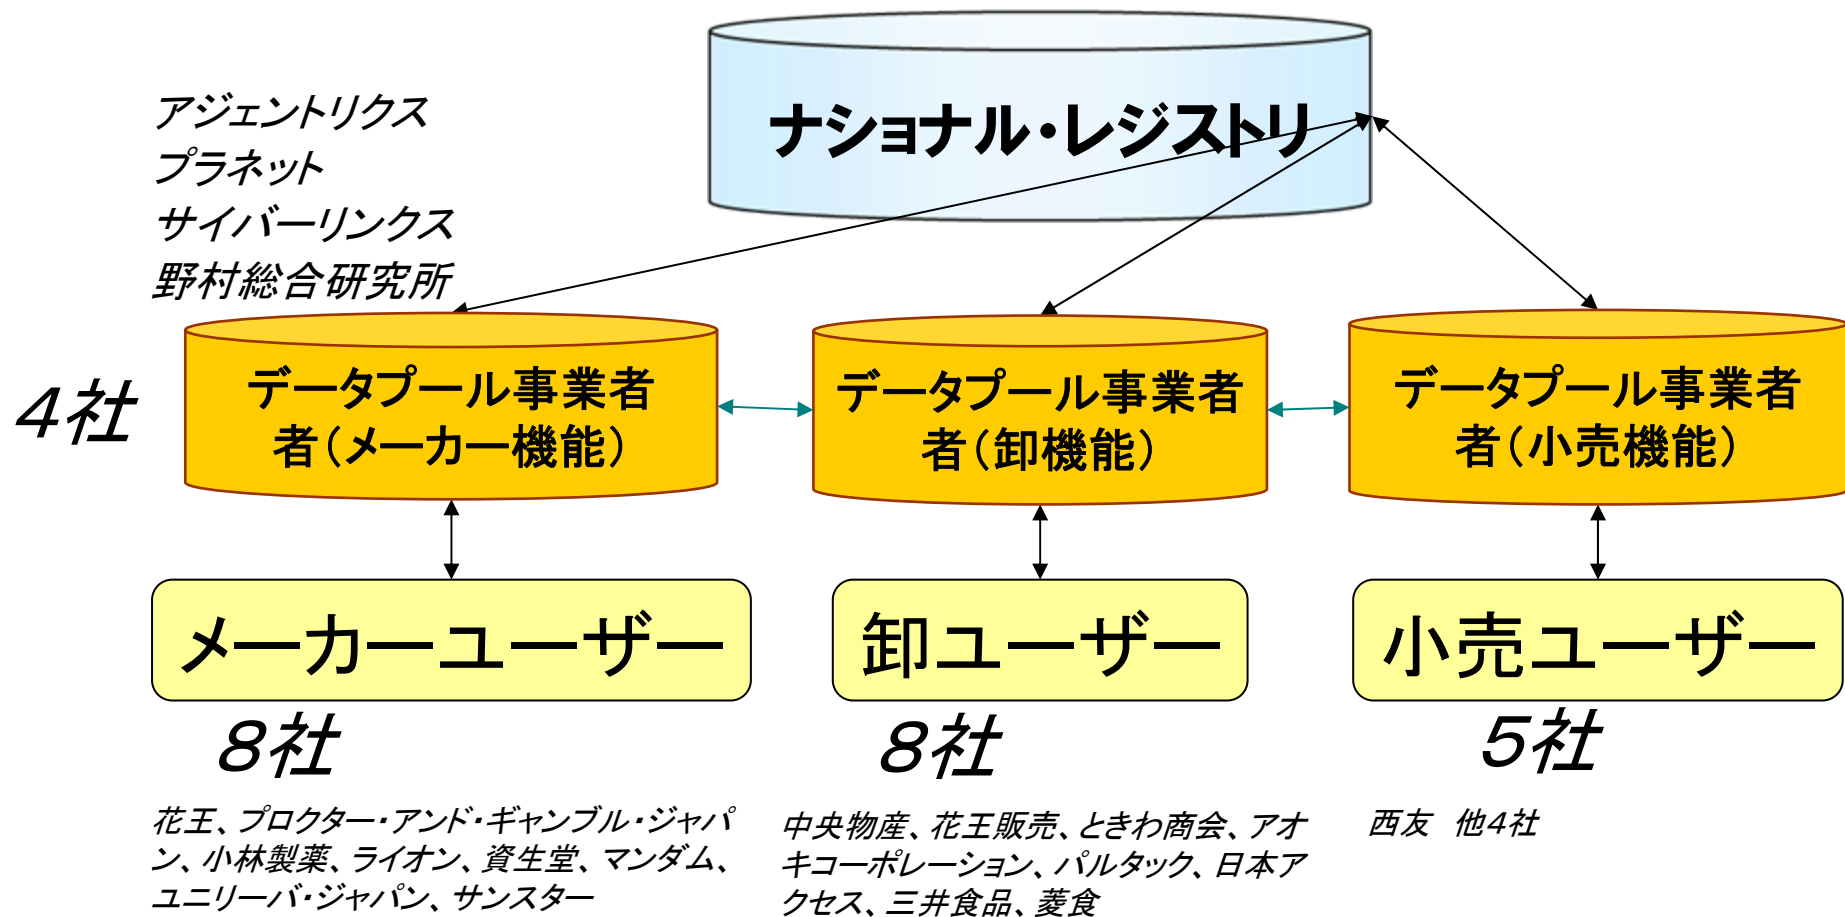 ナショナル・レジストリ
アジェントリクス
プラネット
サイバーリンクス
野村総合研究所
4社
データプール事業者
者（メーカー機能）
データプール事業者
者（卸機能）
データプール事業者
者（小売機能）
メーカーユーザー
卸ユーザー
小売ユーザー
8社
8社
5社
花王、プロクター・アンド・ギャンブル・ジャパ
ン、小林製薬、ライオン、資生堂、マンダム、
ユニリーバ・ジャパン、サンスター
中央物産、花王販売、ときわ商会、アオ
キコーポレーション、パルタック、日本ア
クセス、三井食品、菱食
西友　他4社